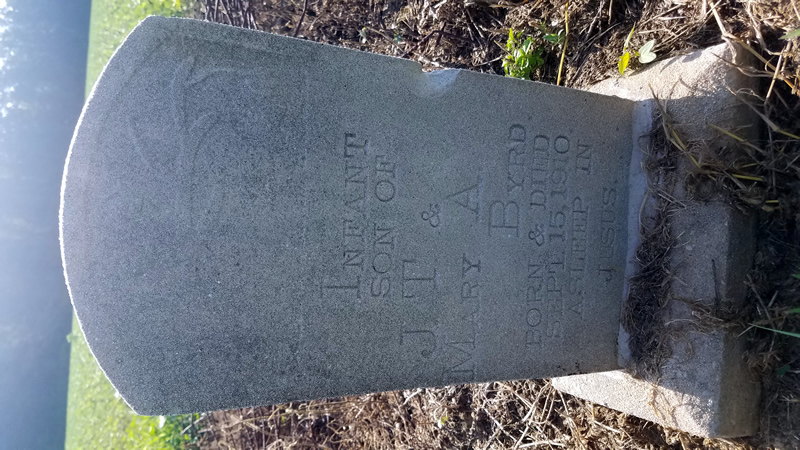 INFANT
SON OF
J T &
MARY A
BYRD
BORN & DIED
SEPT. 15, 1910
ASLEEP IN
JESUS.